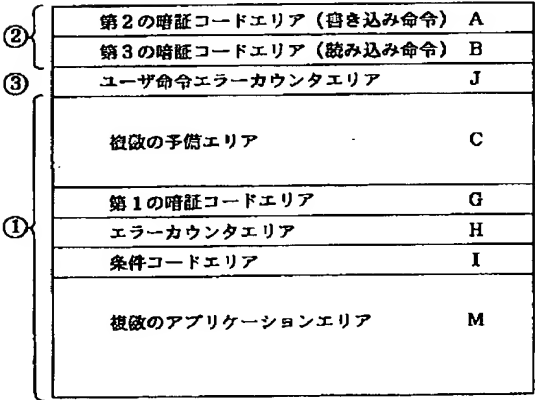 ② 第2の暗証コードエリア（書き込み命令） A
第3の暗証コードエリア（読み込み命令） B
③ ユーザ命令エラーカウンタエリア J
複数の予備エリア C
第1の暗証コードエリア G
① エラーカウンタエリア H
条件コードエリア I
複数のアプリケーションエリア M